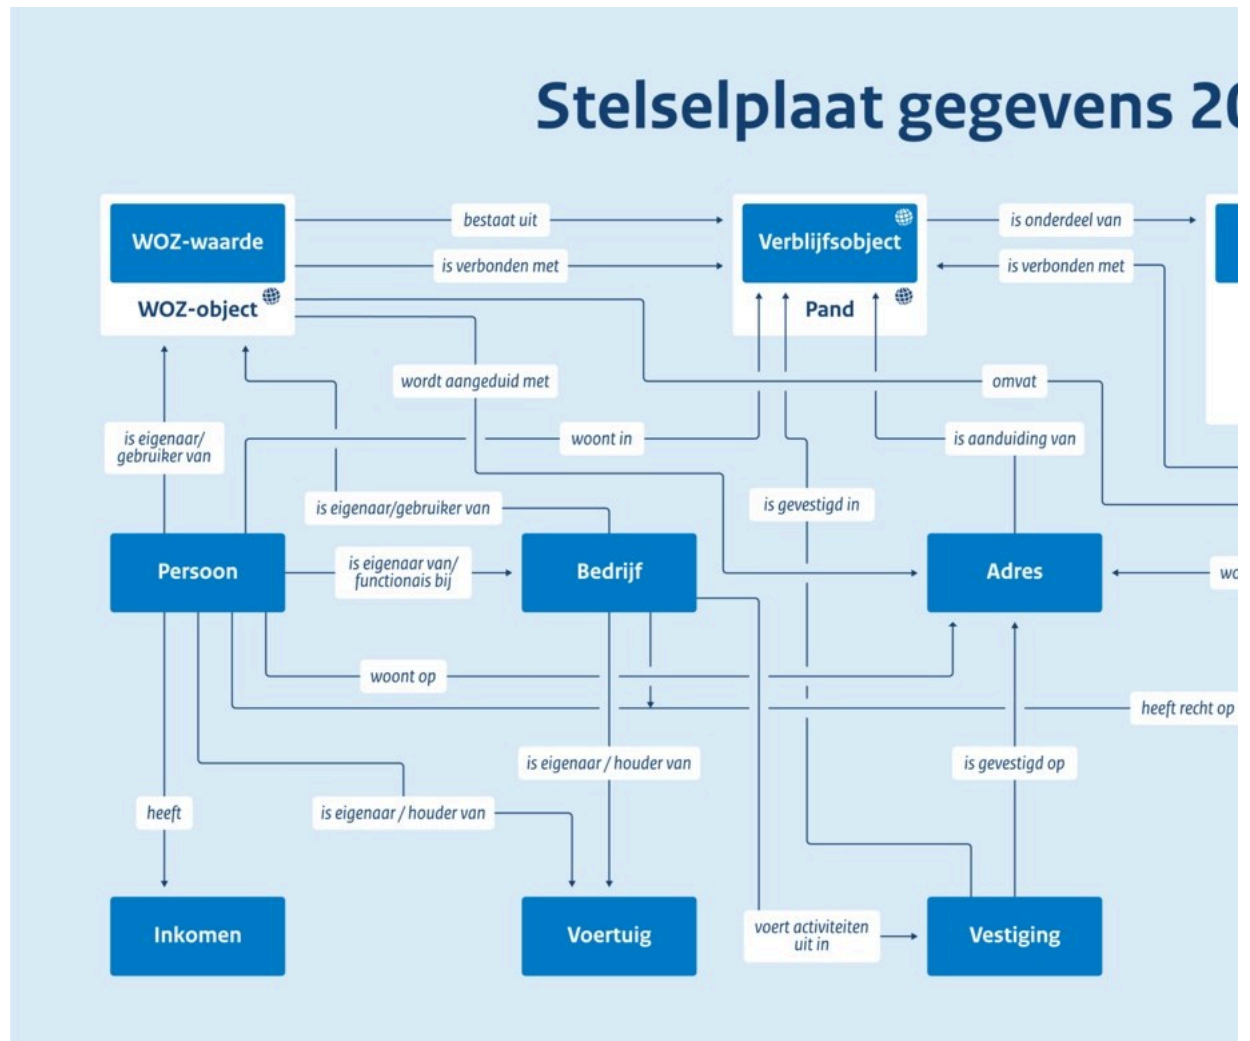 Stelselplaat gegevens 20
bestaat uit
is onderdeel van
WOZ-waarde
Verblijfsobject
is verbonden met
is verbonden met
WOZ-object
Pand
wordt aangeduid met
omvat
is eigenaar/
gebruiker van
woont in
is aanduiding van
is eigenaar/gebruiker van
is gevestigd in
Persoon
is eigenaar van/
functionais bij
Bedrijf
Adres
wo
woont op
heeft recht op
is eigenaar / houder van
is gevestigd op
heeft
is eigenaar / houder van
Inkomen
Voertuig
voert activiteiten
uit in
Vestiging